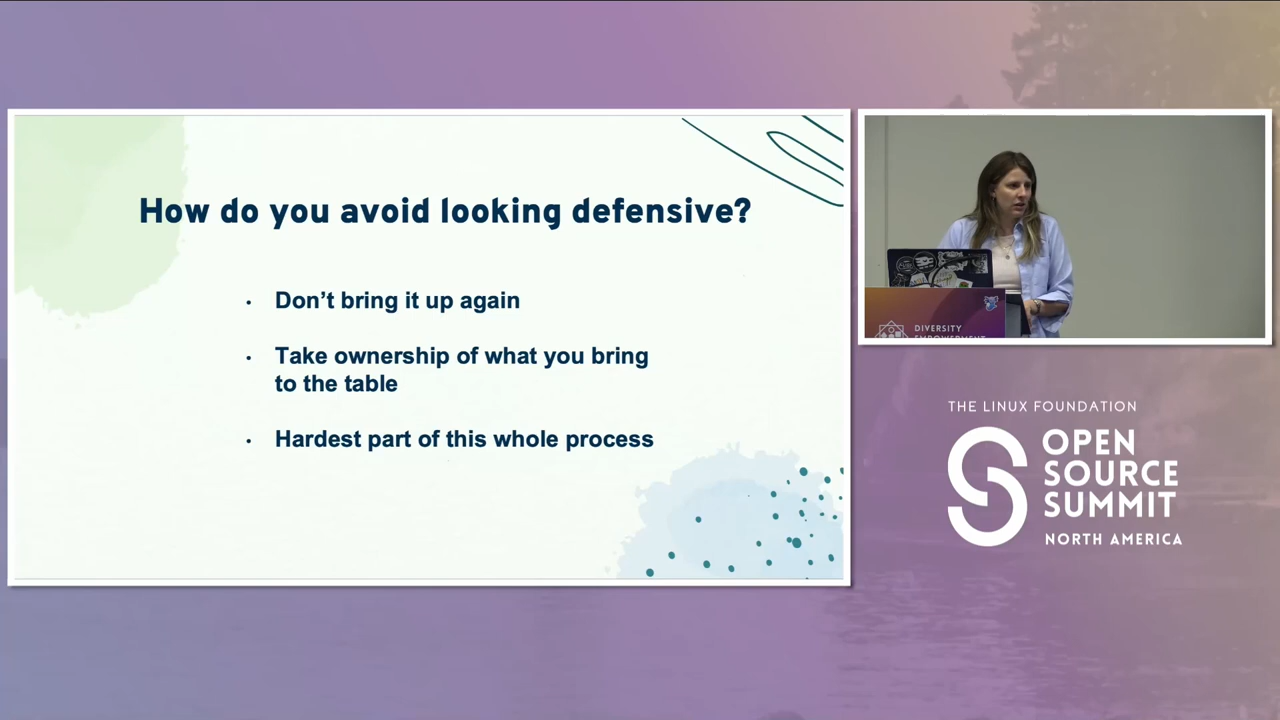 How do you avoid looking defensive?
• Don’t bring it up again
• Take ownership of what you bring
to the table
• Hardest part of this whole process
DIVERSITY
EMPOWERMENT
THE LINUX FOUNDATION
OPEN
SOURCE
SUMMIT
NORTH AMERICA